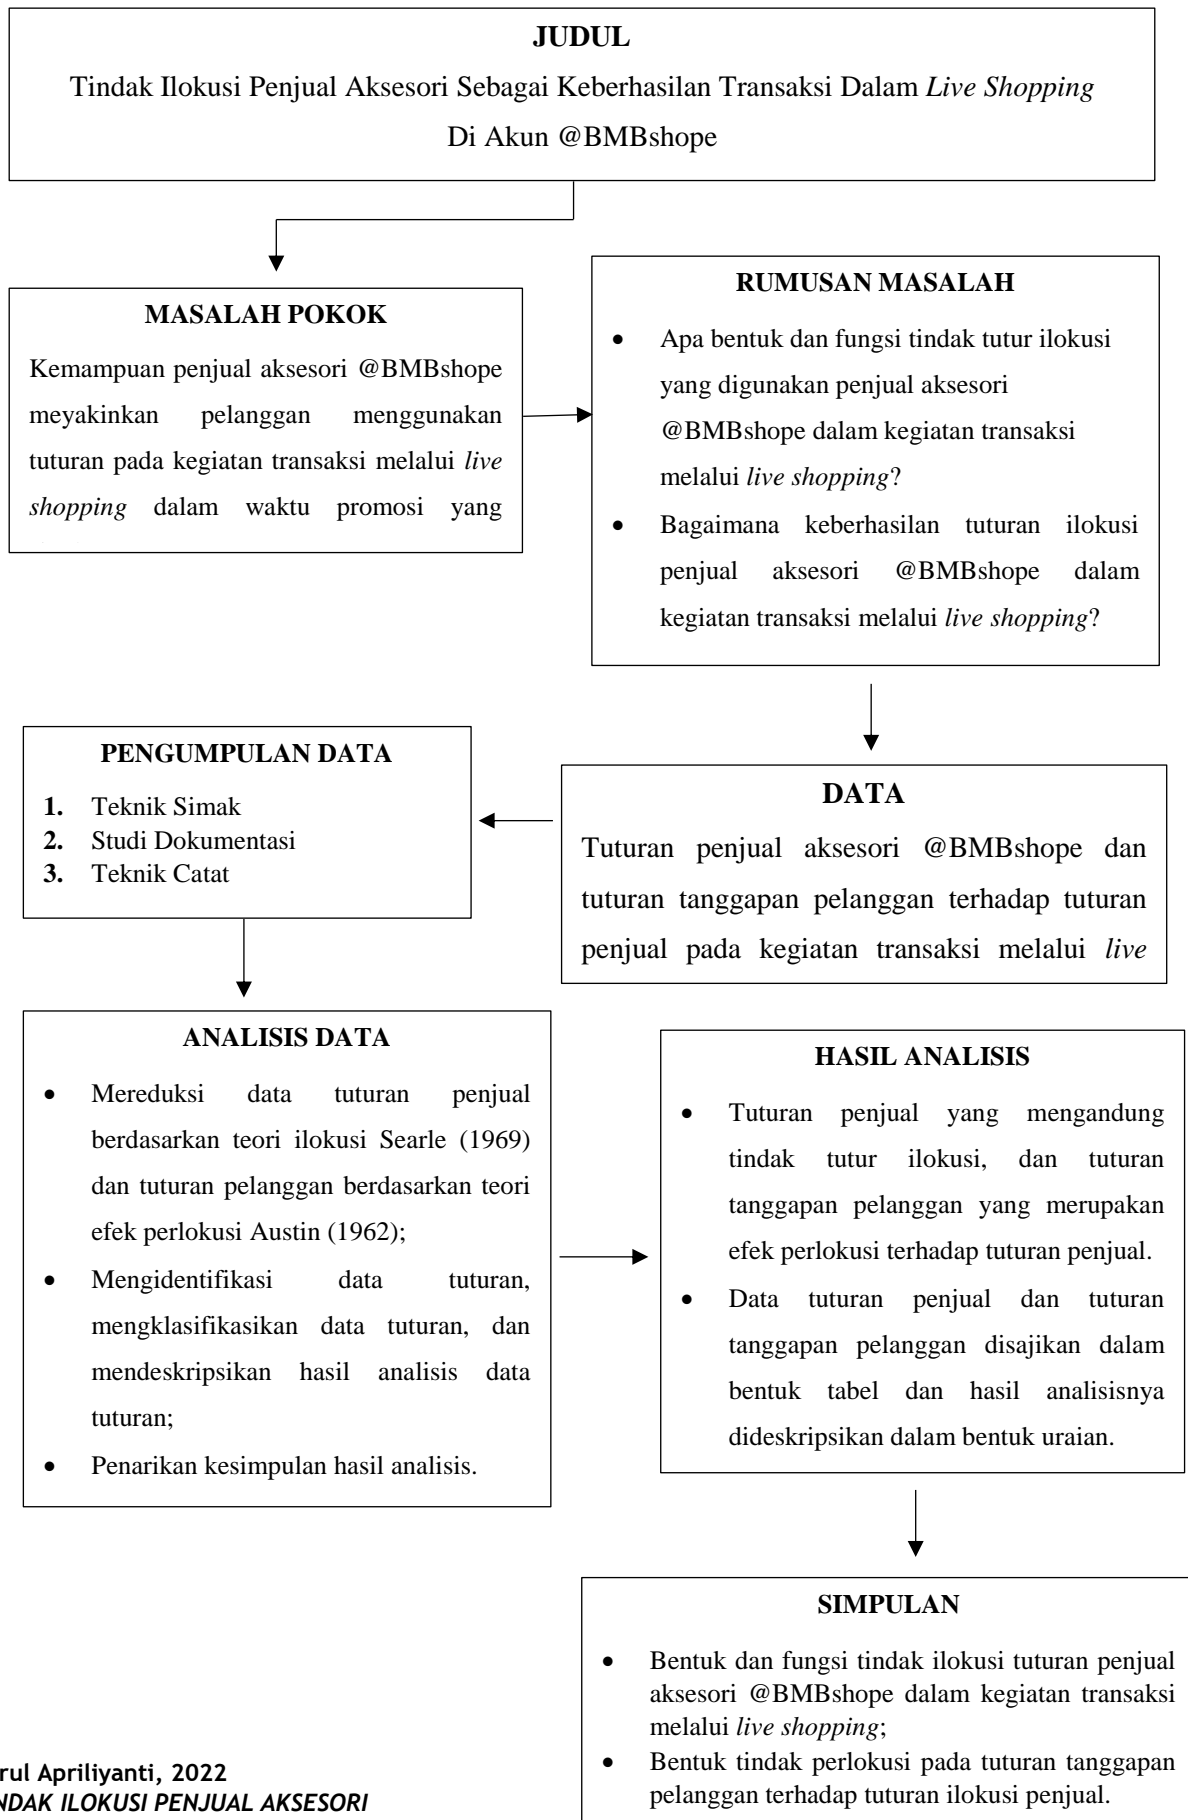 JUDUL
Tindak Ilokusi Penjual Aksesori Sebagai Keberhasilan Transaksi Dalam Live Shopping
Di Akun @BMBshope
MASALAH POKOK
Kemampuan penjual aksesori @BMBshope
meyakinkan pelanggan menggunakan
tuturan pada kegiatan transaksi melalui live
shopping dalam waktu promosi yang
RUMUSAN MASALAH
• Apa bentuk dan fungsi tindak tutur ilokusi
yang digunakan penjual aksesori
@BMBshope dalam kegiatan transaksi
melalui live shopping?
• Bagaimana keberhasilan tuturan ilokusi
penjual aksesori @BMBshope dalam
kegiatan transaksi melalui live shopping?
DATA
Tuturan penjual aksesori @BMBshope dan
tuturan tanggapan pelanggan terhadap tuturan
penjual pada kegiatan transaksi melalui live
PENGUMPULAN DATA
1. Teknik Simak
2. Studi Dokumentasi
3. Teknik Catat
ANALISIS DATA
• Mereduksi data tuturan penjual
berdasarkan teori ilokusi Searle (1969)
dan tuturan pelanggan berdasarkan teori
efek perlokusi Austin (1962);
• Mengidentifikasi data tuturan,
mengklasifikasikan data tuturan, dan
mendeskripsikan hasil analisis data
tuturan;
• Penarikan kesimpulan hasil analisis.
HASIL ANALISIS
• Tuturan penjual yang mengandung
tindak tutur ilokusi, dan tuturan
tanggapan pelanggan yang merupakan
efek perlokusi terhadap tuturan penjual.
• Data tuturan penjual dan tuturan
tanggapan pelanggan disajikan dalam
bentuk tabel dan hasil analisisnya
dideskripsikan dalam bentuk uraian.
SIMPULAN
• Bentuk dan fungsi tindak ilokusi tuturan penjual
aksesori @BMBshope dalam kegiatan transaksi
melalui live shopping;
• Bentuk tindak perlokusi pada tuturan tanggapan
pelanggan terhadap tuturan ilokusi penjual.
rul Apriliyanti, 2022
NDAK ILOKUSI PENJUAL AKSESORI